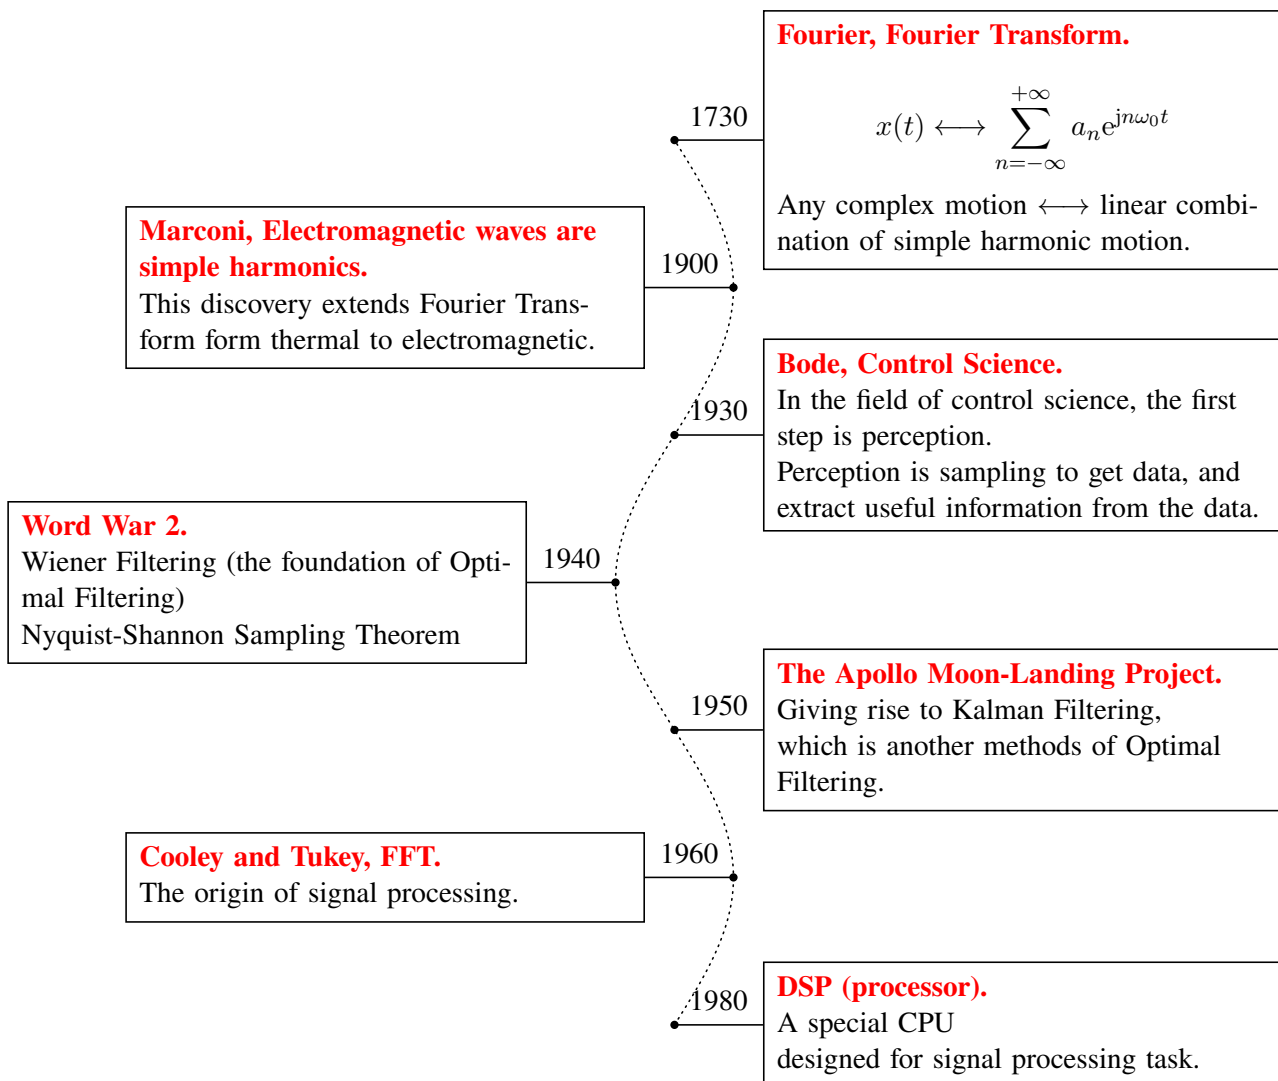 1730
Fourier, Fourier Transform.
x(t) ⟷ \sum_{n=-\infty}^{+\infty} a_n e^{jnω_0 t}
Any complex motion ⟷ linear combi-
nation of simple harmonic motion.
1900
Marconi, Electromagnetic waves are
simple harmonics.
This discovery extends Fourier Trans-
form form thermal to electromagnetic.
1930
Bode, Control Science.
In the field of control science, the first
step is perception.
Perception is sampling to get data, and
extract useful information from the data.
1940
Word War 2.
Wiener Filtering (the foundation of Opti-
mal Filtering)
Nyquist-Shannon Sampling Theorem
1950
The Apollo Moon-Landing Project.
Giving rise to Kalman Filtering,
which is another methods of Optimal
Filtering.
1960
Cooley and Tukey, FFT.
The origin of signal processing.
1980
DSP (processor).
A special CPU
designed for signal processing task.